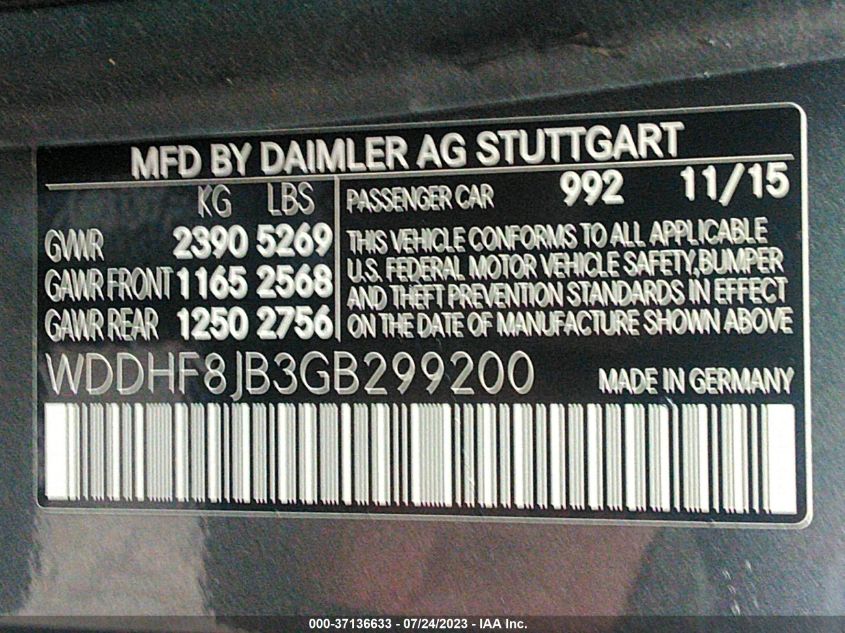 MFD BY DAIMLER AG STUTTGART
KG LBS
GVWR 2390 5269
GAWR FRONT 1165 2568
GAWR REAR 1250 2756
PASSENGER CAR 992 11/15
THIS VEHICLE CONFORMS TO ALL APPLICABLE
U.S. FEDERAL MOTOR VEHICLE SAFETY,BUMPER
AND THEFT PREVENTION STANDARDS IN EFFECT
ON THE DATE OF MANUFACTURE SHOWN ABOVE
WDDHF8JB3GB299200 MADE IN GERMANY
000-37136633 / 07/24/2023 - IAA Inc.